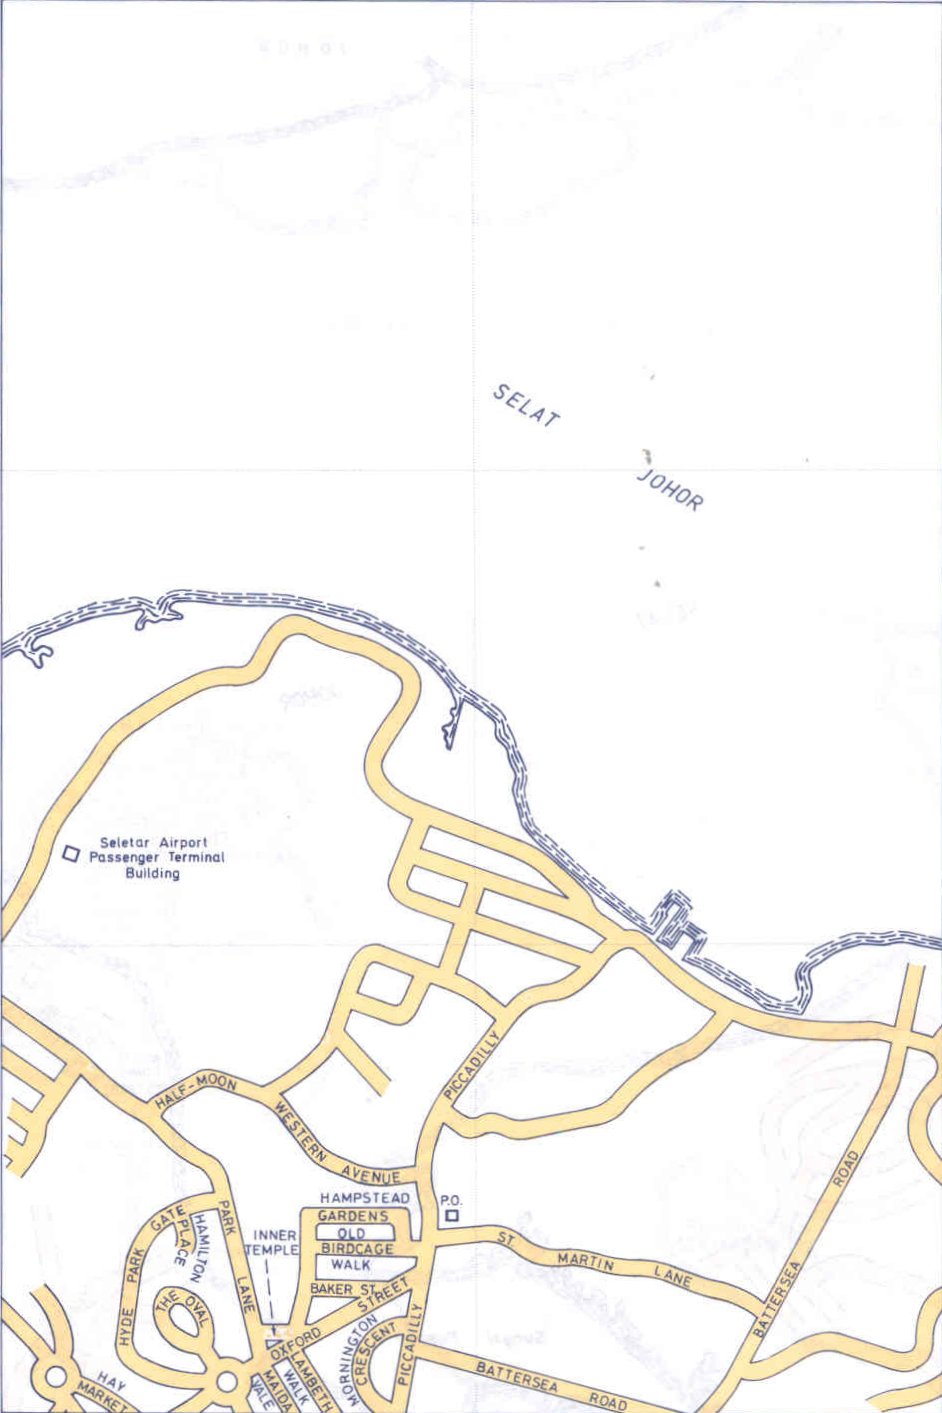 SELAT
JOHOR
Seletar Airport
Passenger Terminal
Building
HALF-MOON
PICCADILLY
WESTERN AVENUE
HAMPSTEAD
GARDENS
P.O.
OLD
BIRDCAGE
WALK
INNER
TEMPLE
PARK LANE
HYDE PARK GATE
HAMILTON
PLACE
THE OVAL
BAKER ST.
OXFORD STREET
MORNINGTON
CRESCENT
PICCADILLY
LAMBETH
WALK
MAIDA
VALE
HAY
MARKET
ST. MARTIN LANE
BATTERSEA ROAD
BATTERSEA ROAD